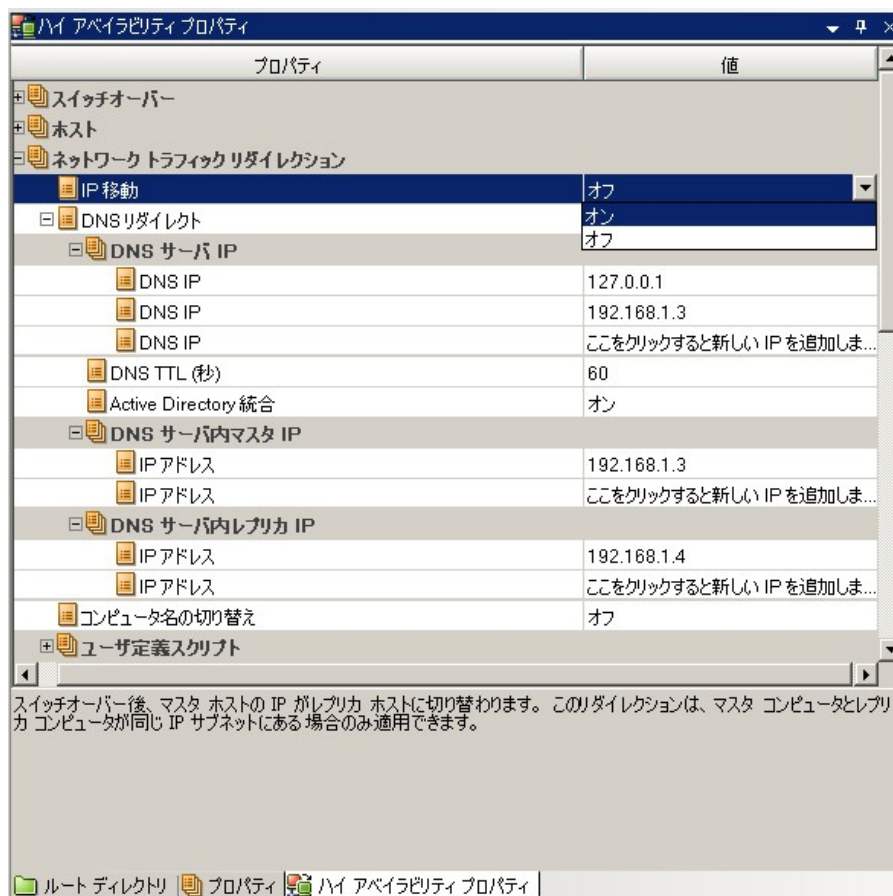 ハイ アベイラビリティ プロパティ
プロパティ 値
スイッチオーバー
ホスト
ネットワーク トラフィック リダイレクション
IP 移動 オフ
オン
オフ
DNS リダイレクト
DNS サーバ IP
DNS IP 127.0.0.1
DNS IP 192.168.1.3
DNS IP ここをクリックすると新しい IP を追加しま...
DNS TTL (秒) 60
Active Directory 統合 オン
DNS サーバ内マスタ IP
IP アドレス 192.168.1.3
IP アドレス ここをクリックすると新しい IP を追加しま...
DNS サーバ内レプリカ IP
IP アドレス 192.168.1.4
IP アドレス ここをクリックすると新しい IP を追加しま...
コンピュータ名の切り替え オフ
ユーザ定義スクリプト
スイッチオーバー後、マスタ ホストの IP がレプリカ ホストに切り替わります。 このリダイレクションは、マスタ コンピュータとレプリ
カ コンピュータが同じ IP サブネットにある場合のみ適用できます。
ルート ディレクトリ プロパティ ハイ アベイラビリティ プロパティ